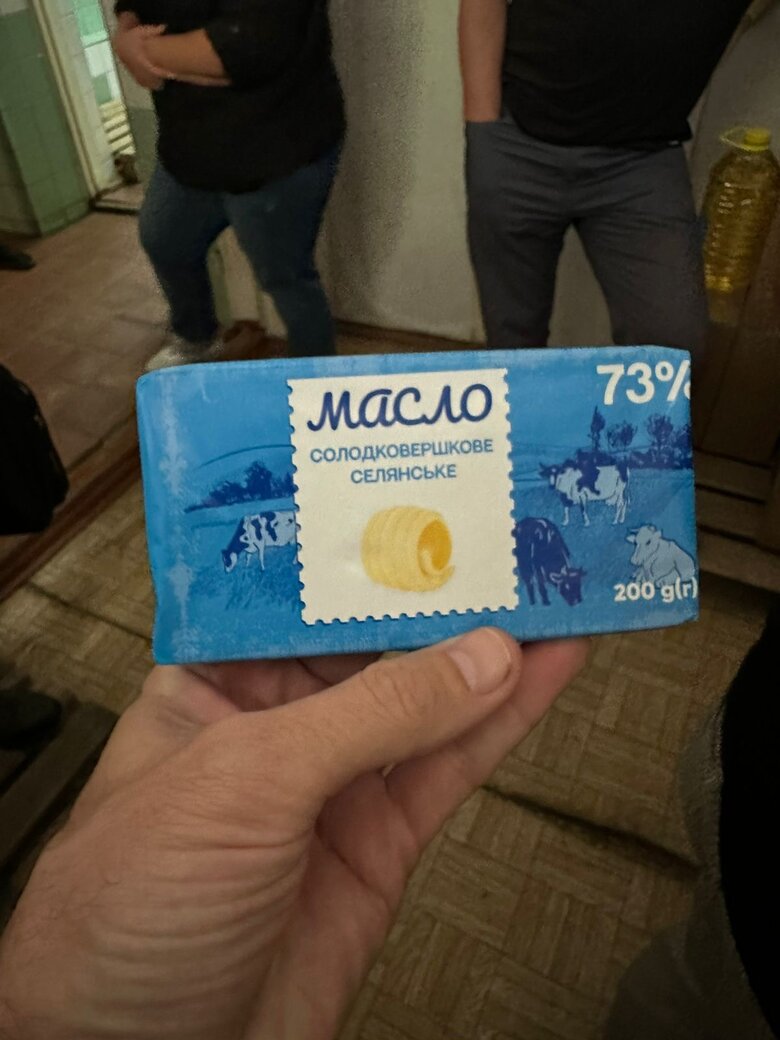 73%
масло
СОЛОДКОВЕРШКОВЕ
СЕЛЯНСЬКЕ
200 g(г)